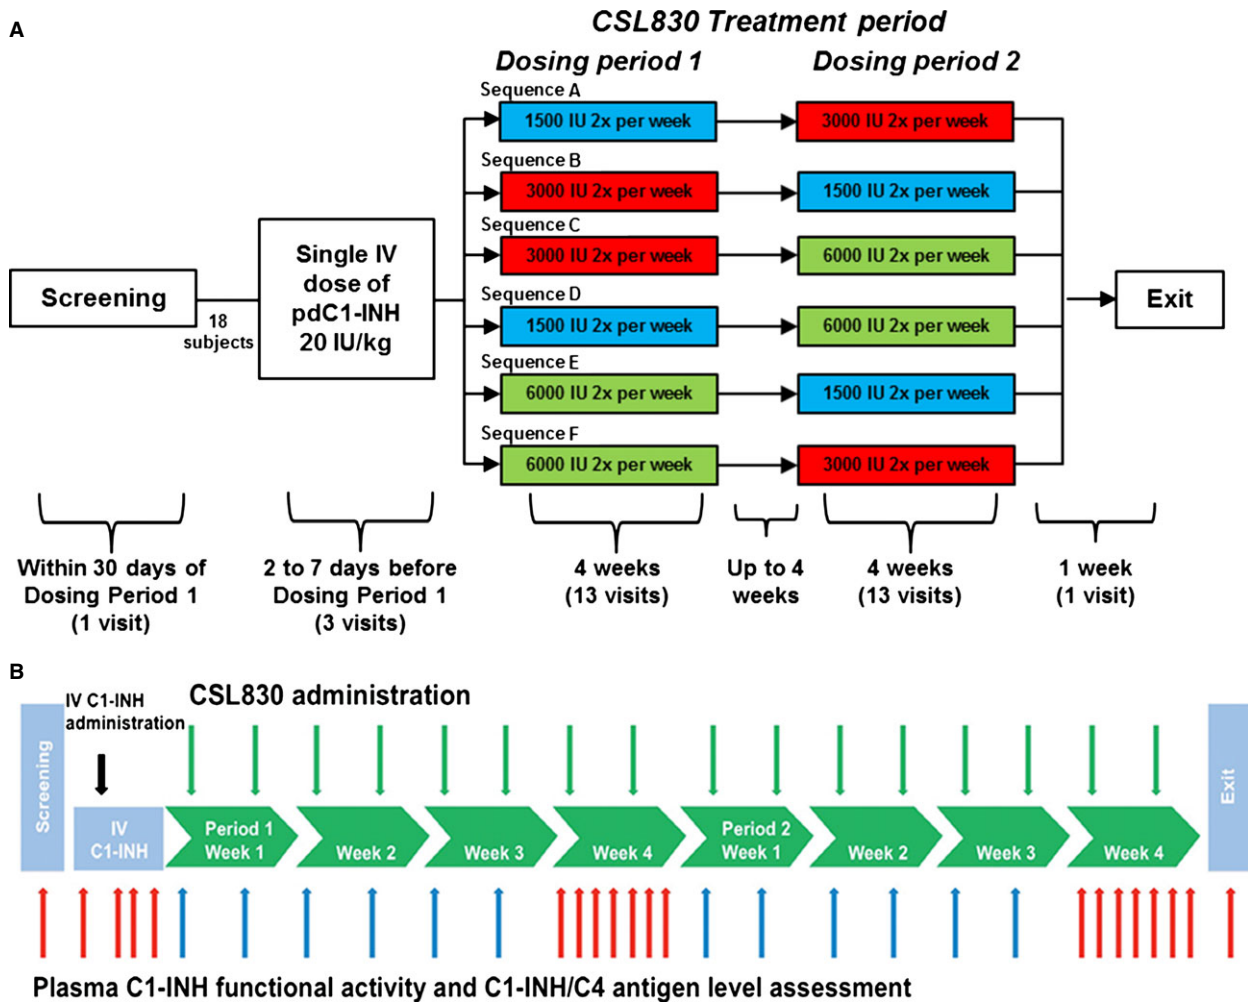 A
CSL830 Treatment period
Dosing period 1
Dosing period 2
Sequence A
1500 IU 2x per week
3000 IU 2x per week
Sequence B
3000 IU 2x per week
1500 IU 2x per week
Sequence C
3000 IU 2x per week
6000 IU 2x per week
Sequence D
1500 IU 2x per week
6000 IU 2x per week
Sequence E
6000 IU 2x per week
1500 IU 2x per week
Sequence F
6000 IU 2x per week
3000 IU 2x per week
Screening
18
subjects
Single IV
dose of
pdC1-INH
20 IU/kg
Exit
Within 30 days of
Dosing Period 1
(1 visit)
2 to 7 days before
Dosing Period 1
(3 visits)
4 weeks
(13 visits)
Up to 4
weeks
4 weeks
(13 visits)
1 week
(1 visit)
B
IV C1-INH
administration
CSL830 administration
Screening
IV
C1-INH
Period 1
Week 1
Week 2
Week 3
Week 4
Period 2
Week 1
Week 2
Week 3
Week 4
Exit
Plasma C1-INH functional activity and C1-INH/C4 antigen level assessment